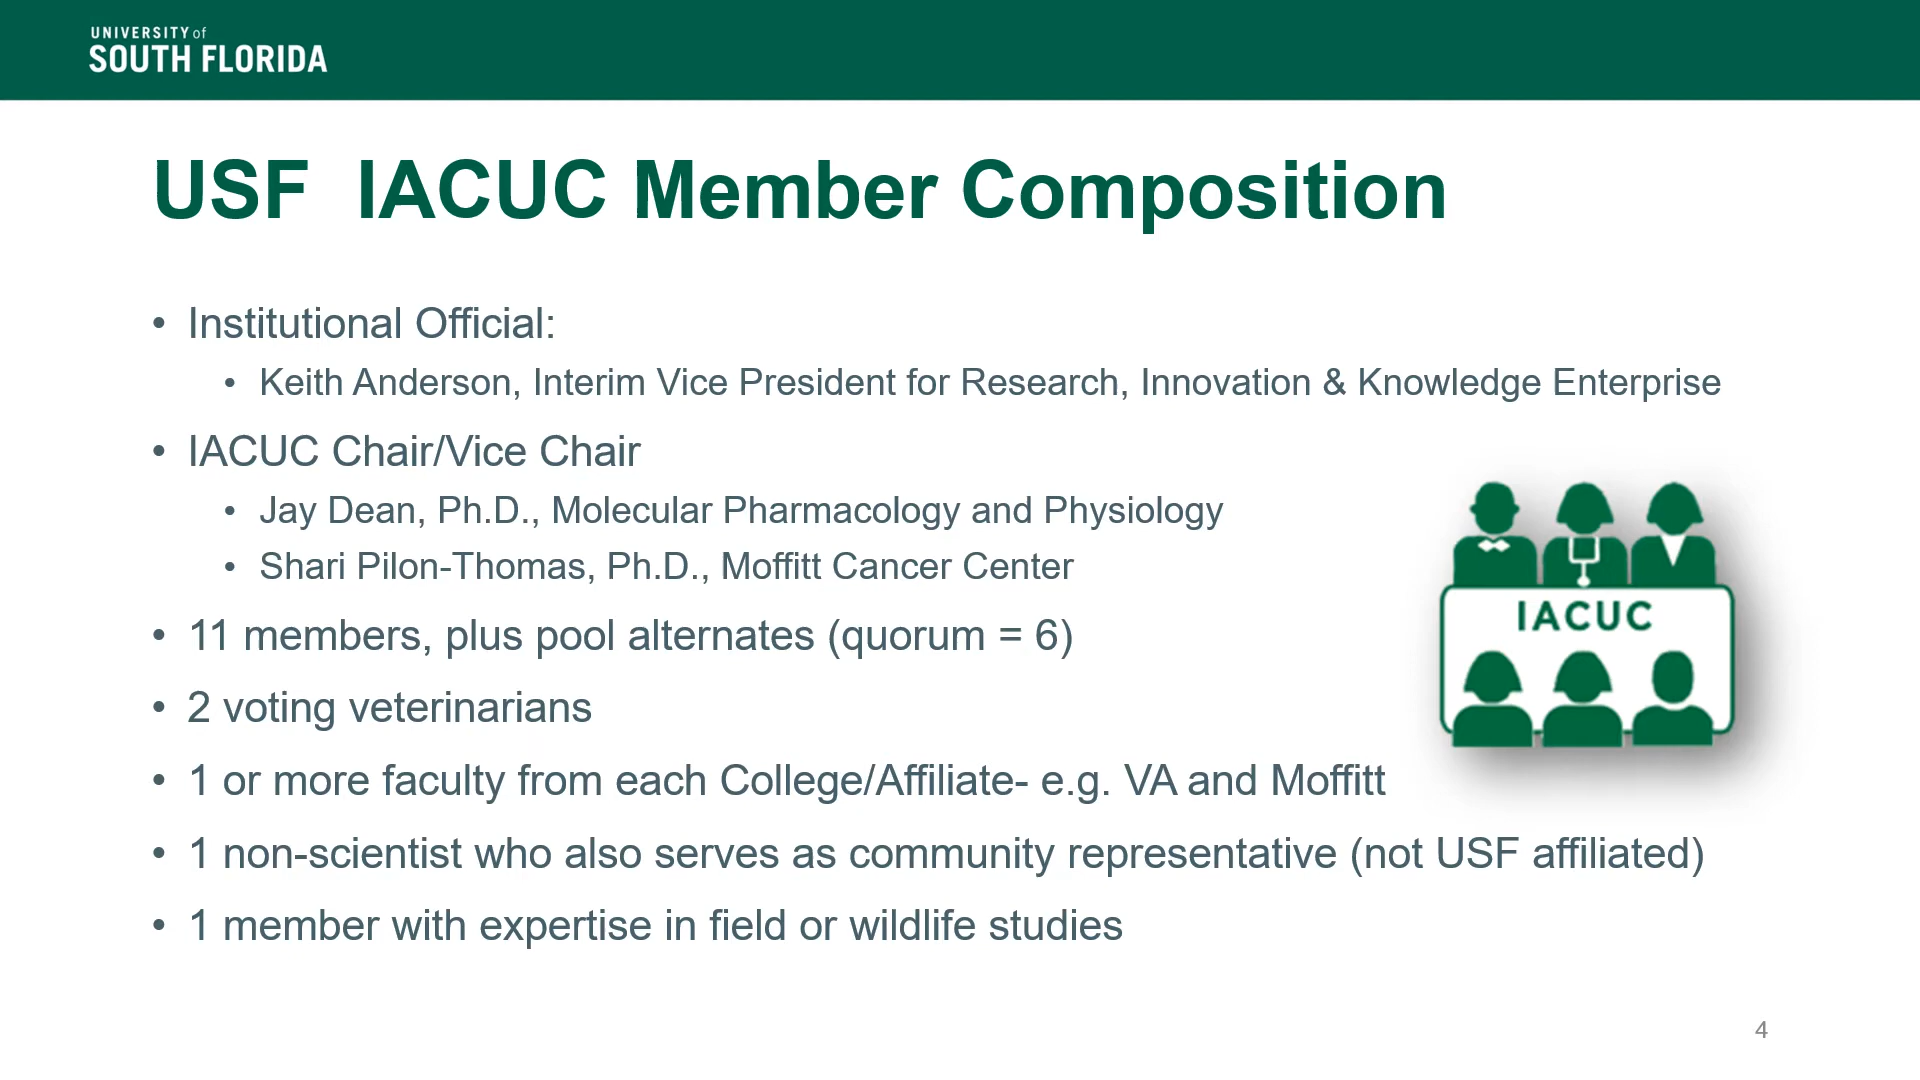 UNIVERSITY of
SOUTH FLORIDA
USF  IACUC Member Composition
• Institutional Official:
• Keith Anderson, Interim Vice President for Research, Innovation & Knowledge Enterprise
• IACUC Chair/Vice Chair
• Jay Dean, Ph.D., Molecular Pharmacology and Physiology
• Shari Pilon-Thomas, Ph.D., Moffitt Cancer Center
• 11 members, plus pool alternates (quorum = 6)
• 2 voting veterinarians
• 1 or more faculty from each College/Affiliate- e.g. VA and Moffitt
• 1 non-scientist who also serves as community representative (not USF affiliated)
• 1 member with expertise in field or wildlife studies
IACUC
4